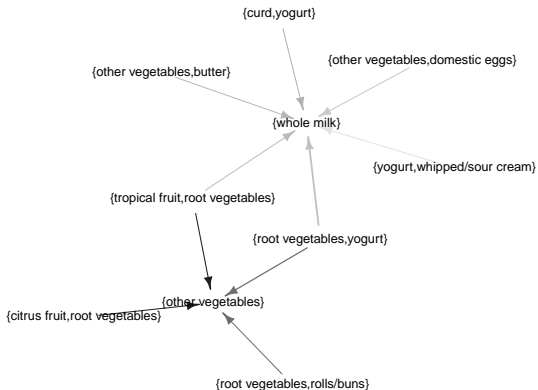 {curd,yogurt}
{other vegetables,domestic eggs}
{other vegetables,butter}
{whole milk}
{yogurt,whipped/sour cream}
{tropical fruit,root vegetables}
{root vegetables,yogurt}
{other vegetables}
{citrus fruit,root vegetables}
{root vegetables,rolls/buns}